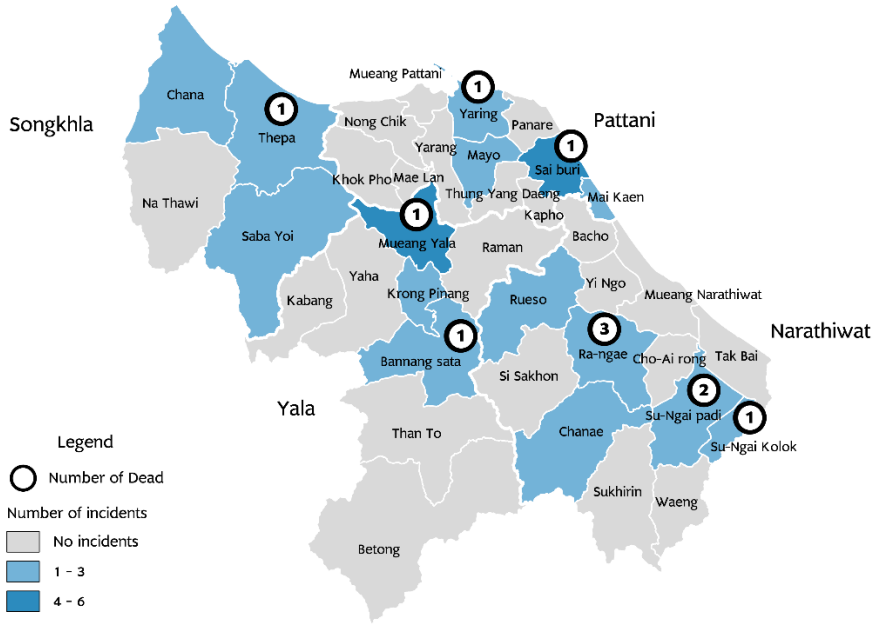 Mueang Pattani
1
1
Chana
Yaring
Songkhla
Thepa
Nong Chik
Panare
Pattani
Yarang
Mayo
1
Sai buri
Khok Pho
Mae Lan
Na Thawi
Thung Yang Daeng
Mai Kaen
1
Kapho
Saba Yoi
Mueang Yala
Raman
Bacho
Yaha
Yi Ngo
Kabang
Krong Pinang
Rueso
Mueang Narathiwat
3
Narathiwat
1
Bannang sata
Ra-ngae
Cho-Ai rong
Tak Bai
Si Sakhon
2
Yala
Su-Ngai padi
1
Than To
Chanae
Su-Ngai Kolok
Legend
Number of Dead
Sukhirin
Waeng
Number of incidents
No incidents
Betong
1 - 3
4 - 6